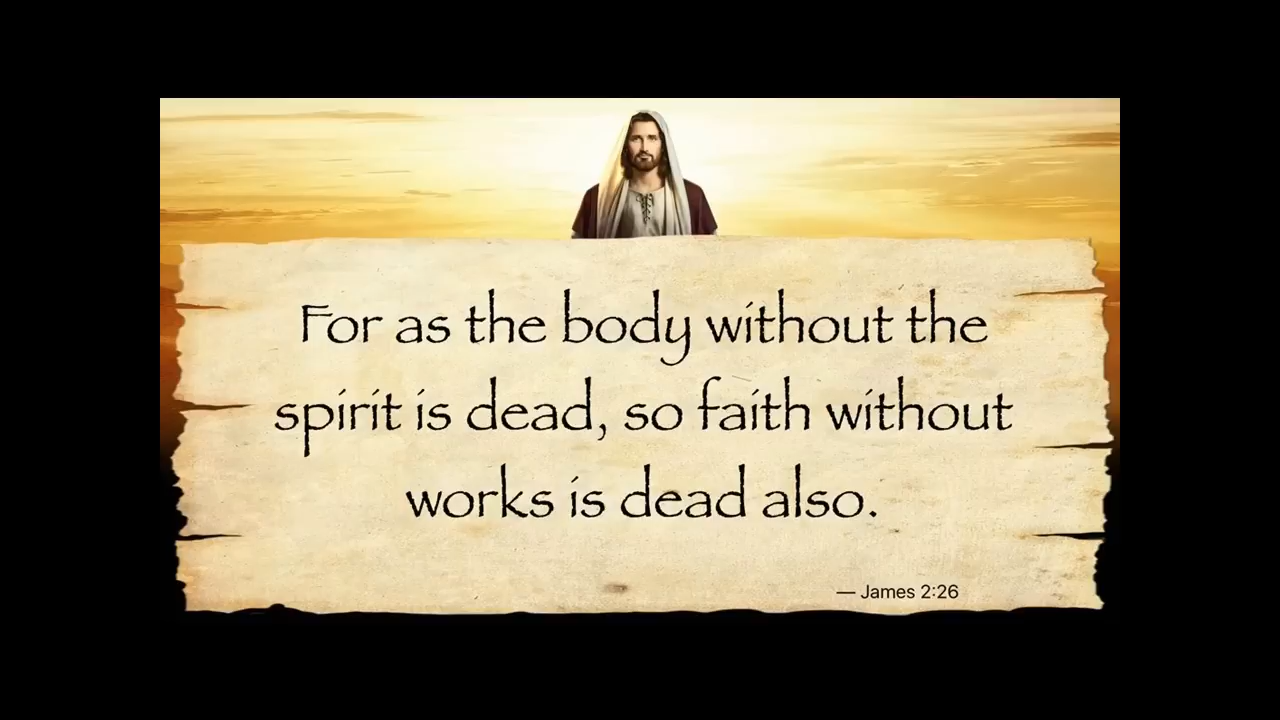 For as the body without the
spirit is dead, so faith without
works is dead also.
— James 2:26